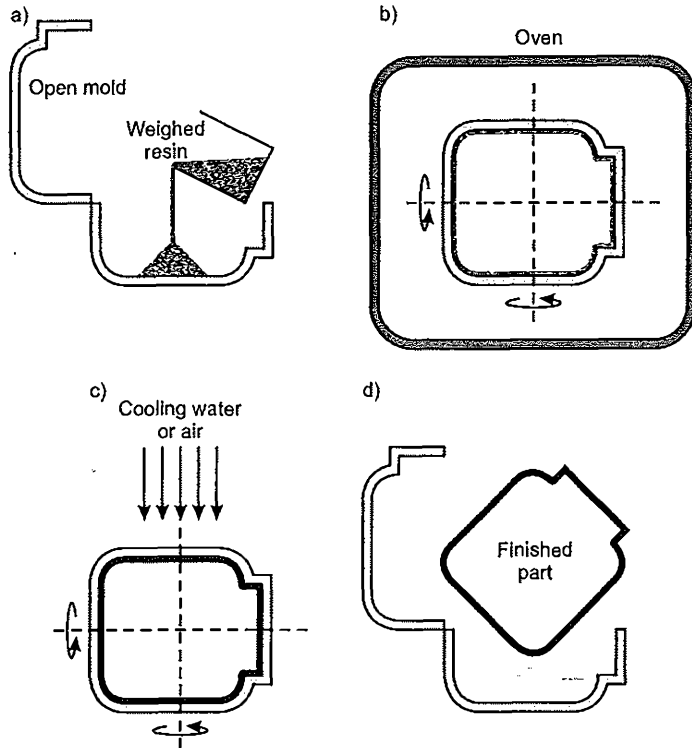 a)
Open mold
Weighed
resin
b)
Oven
c)
Cooling water
or air
d)
Finished
part